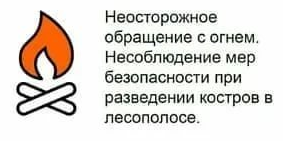 Неосторожное
обращение с огнем.
Несоблюдение мер
безопасности при
разведении костров в
лесополосе.